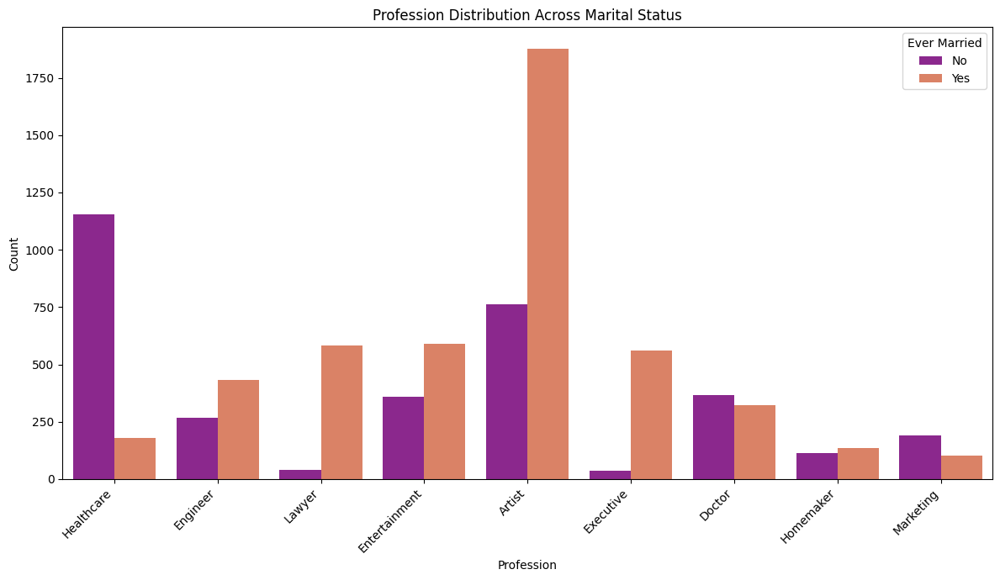 Profession Distribution Across Marital Status
Ever Married
No
Yes
Count
1750
1500
1250
1000
750
500
250
0
Healthcare
Engineer
Lawyer
Entertainment
Artist
Executive
Doctor
Homemaker
Marketing
Profession